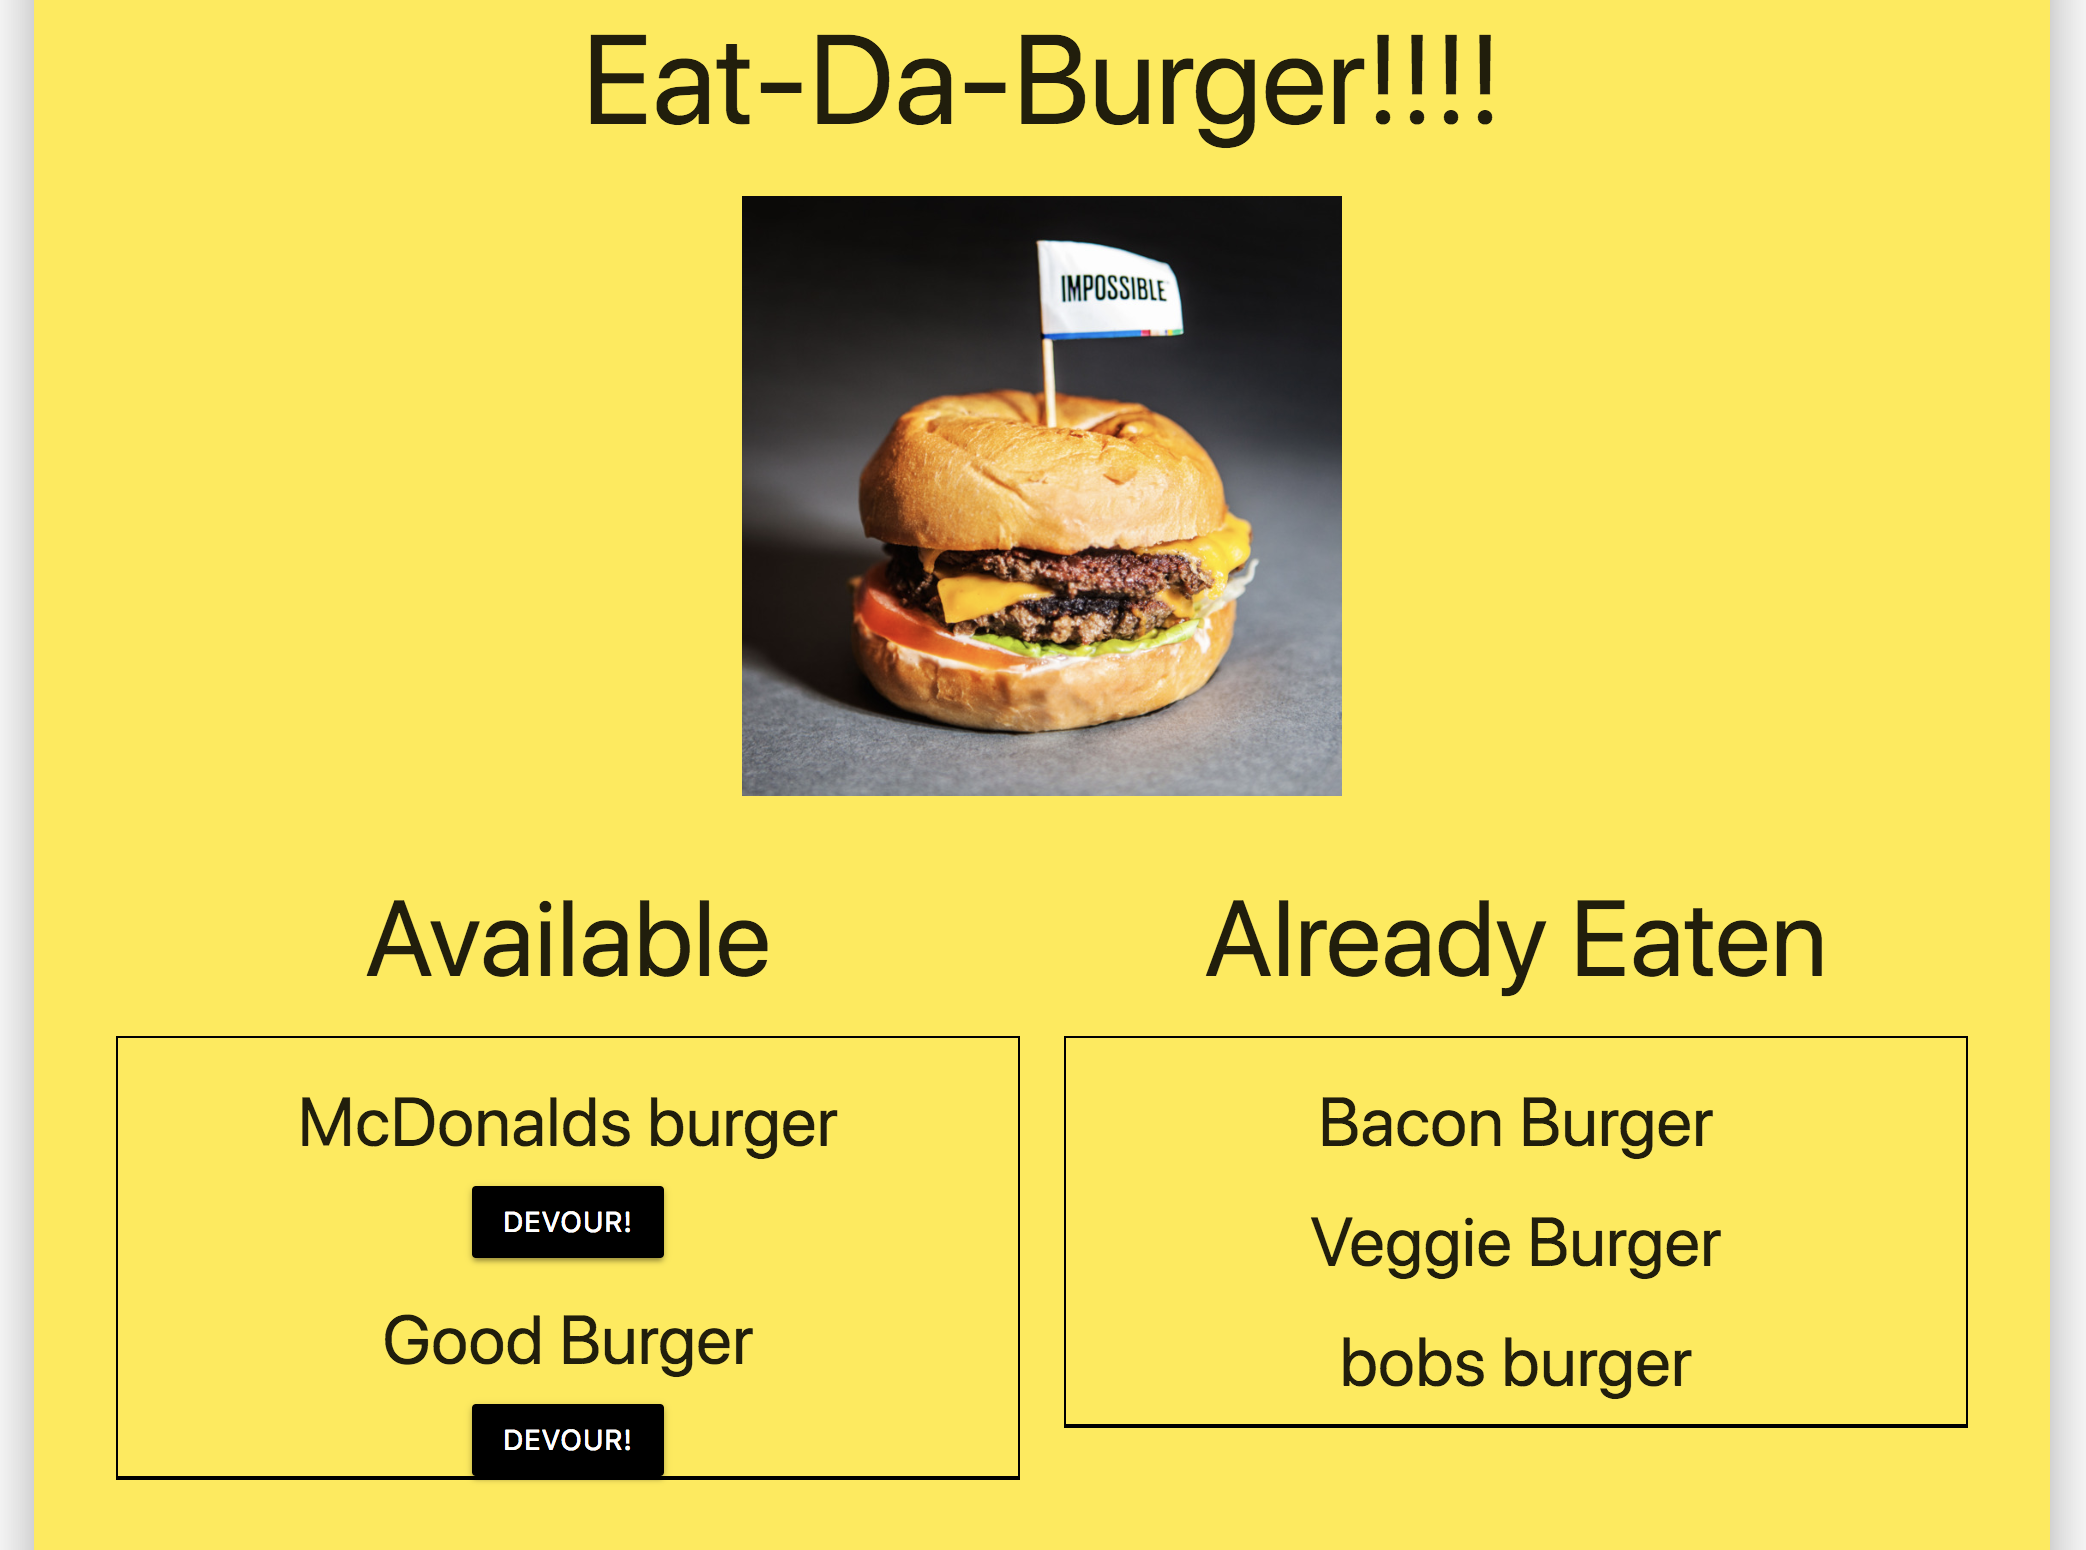 Eat-Da-Burger!!!!
IMPOSSIBLE
Available
McDonalds burger
DEVOUR!
Good Burger
DEVOUR!
Already Eaten
Bacon Burger
Veggie Burger
bobs burger